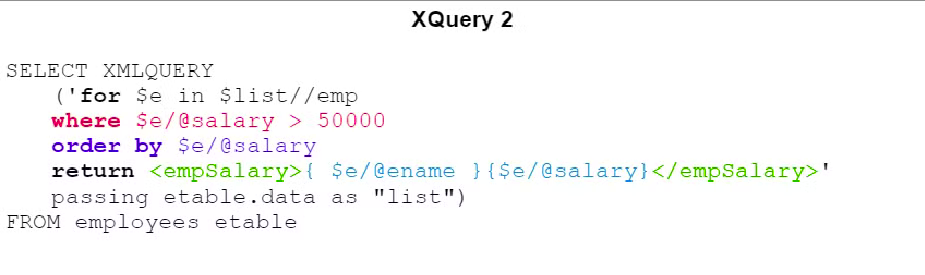 XQuery 2
SELECT XMLQUERY
('for $e in $list//emp
where $e/@salary > 50000
order by $e/@salary
return <empSalary>{ $e/@ename }{$e/@salary}</empSalary>'
passing etable.data as "list")
FROM employees etable